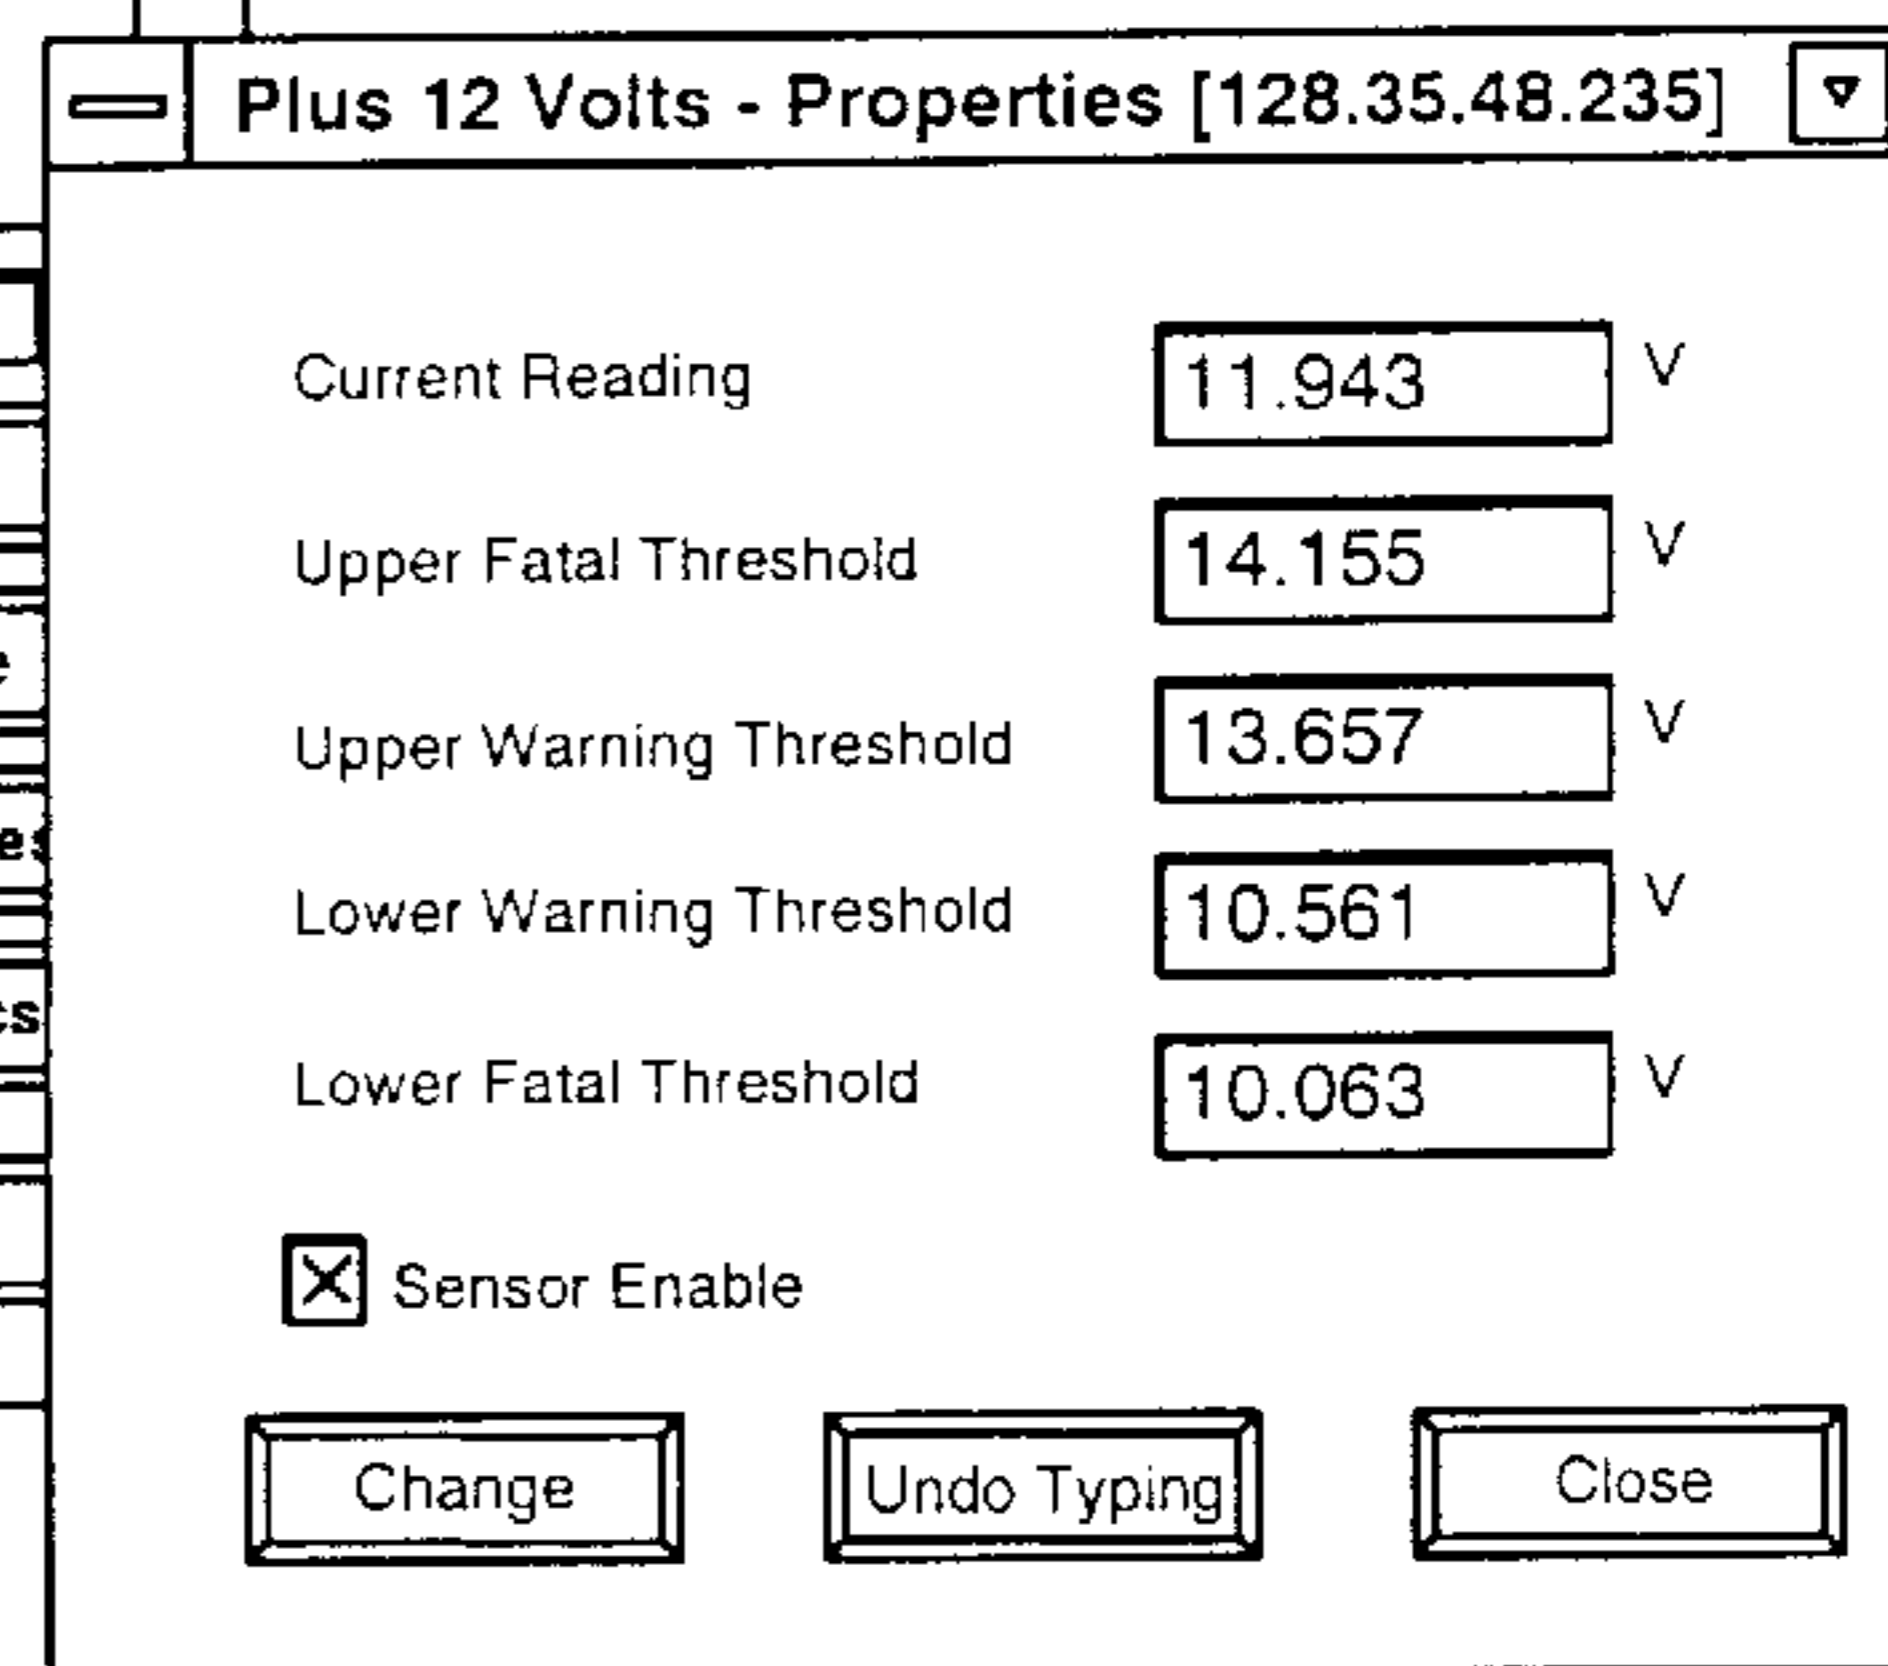 Plus 12 Volts - Properties [128.35.48.235]
Current Reading 11.943 V
Upper Fatal Threshold 14.155 V
Upper Warning Threshold 13.657 V
Lower Warning Threshold 10.561 V
Lower Fatal Threshold 10.063 V
Sensor Enable
Change Undo Typing Close